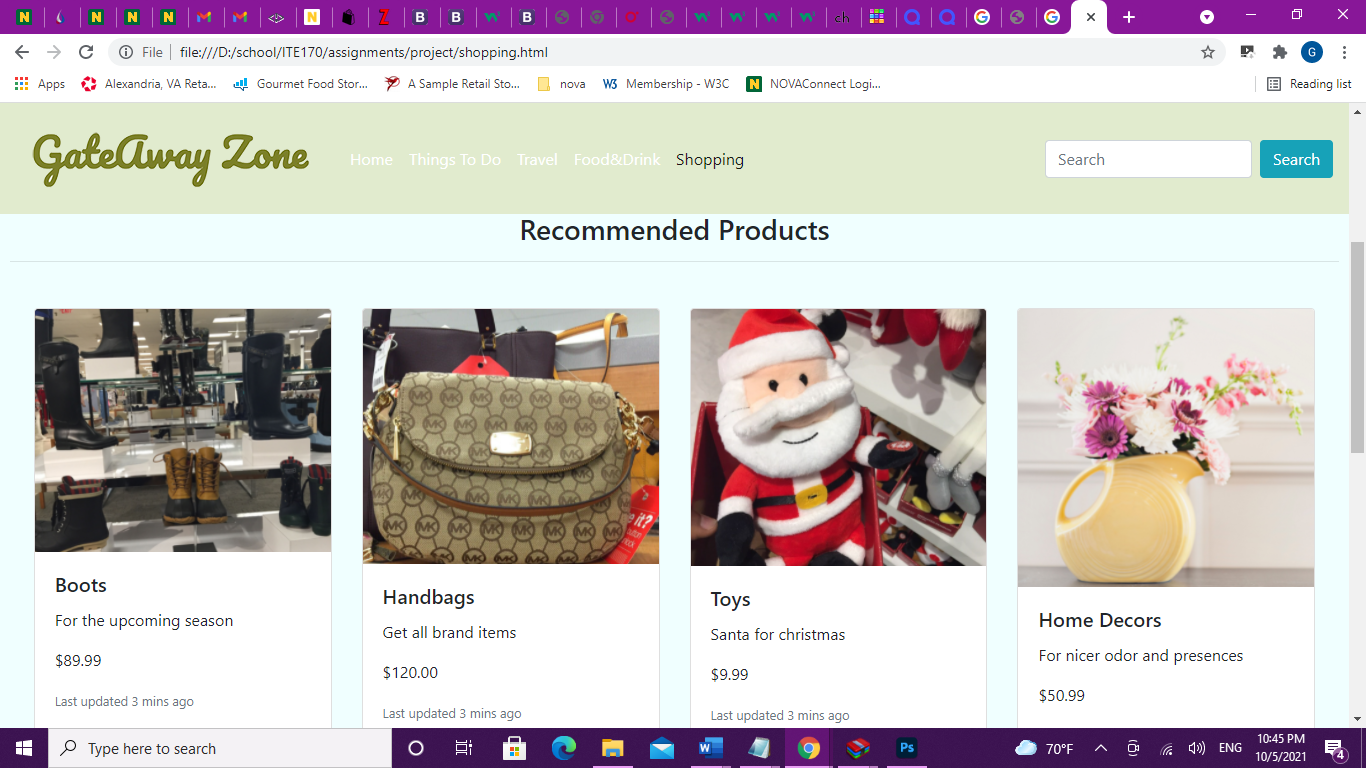 File
file:///D:/school/ITE170/assignments/project/shopping.html
G
Apps
Alexandria, VA Reta...
Gourmet Food Stor...
A Sample Retail Sto...
nova
W3 Membership - W3C
N NOVAConnect Logi...
Reading list
GateAway Zone
Home
Things To Do
Travel
Food&Drink
Shopping
Search
Search
Recommended Products
MK
Boots
For the upcoming season
$89.99
Last updated 3 mins ago
Handbags
Get all brand items
$120.00
Last updated 3 mins ago
Toys
Santa for christmas
$9.99
Last updated 3 mins ago
Home Decors
For nicer odor and presences
$50.99
Type here to search
W
Ps
70°F
ENG
10:45 PM
10/5/2021
4